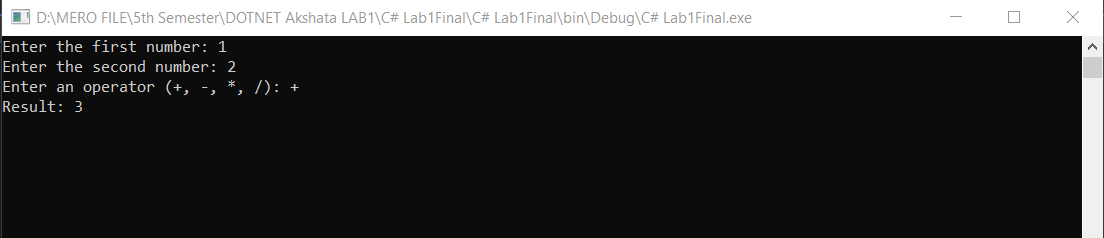 D:\MERO FILE\5th Semester\DOTNET Akshata LAB1\C# Lab1Final\C# Lab1Final\bin\Debug\C# Lab1Final.exe
Enter the first number: 1
Enter the second number: 2
Enter an operator (+, -, *, /): +
Result: 3